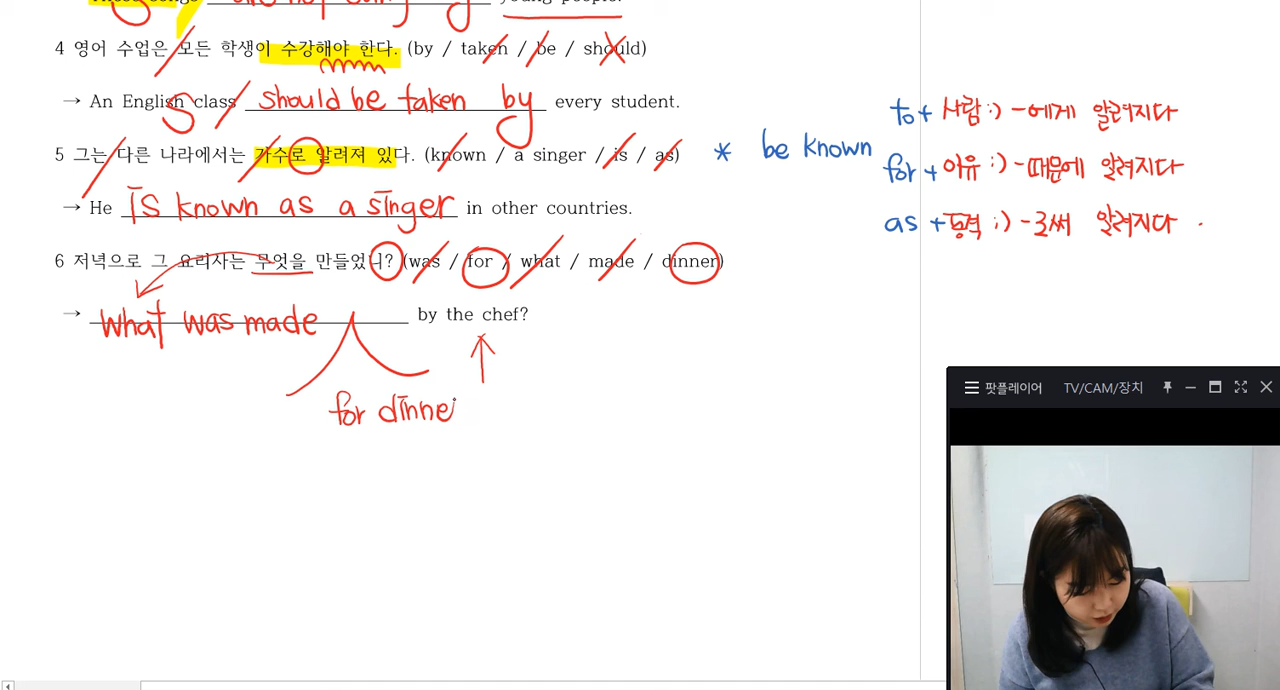 young people.
4 영어 수업은 모든 학생이 수강해야 한다. (by / taken / be / should)
→ An English class should be taken by every student.
S
5 그는 다른 나라에서는 가수로 알려져 있다. (known / a singer / is / as)
→ He is known as a singer in other countries.
* be known
to + 사람 :) -에게 알려지다
for + 이유 :) -때문에 알려지다
as + 동격 :) -로써 알려지다
6 저녁으로 그 요리사는 무엇을 만들었니? (was / for / what / made / dinner)
→ What was made by the chef?
for dinne
팟플레이어 TV/CAM/장치